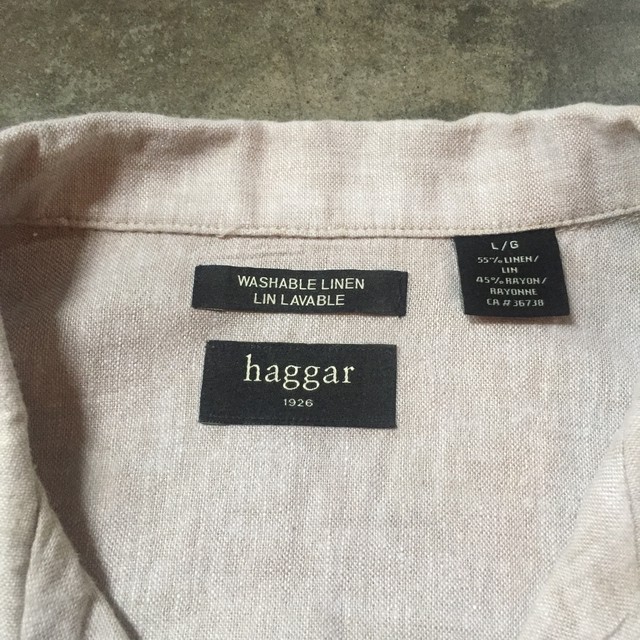 WASHABLE LINEN
LIN LAVABLE
haggar
1926
L/G
55% LINEN/
LIN
45% RAYON/
RAYONNE
CA # 36738